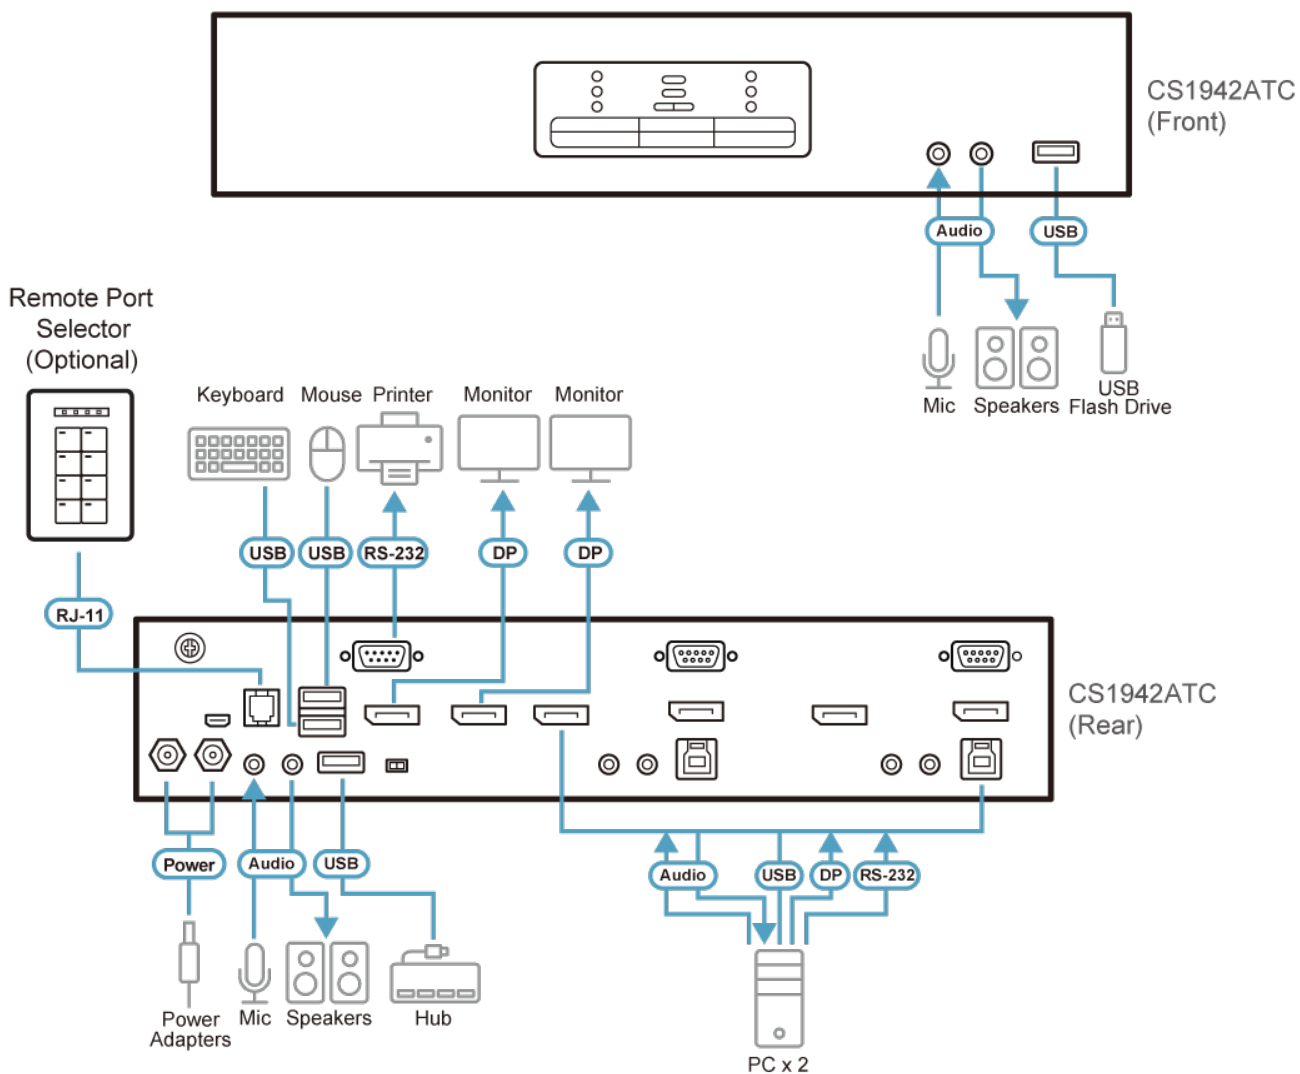 CS1942ATC
(Front)
Audio
USB
Mic
Speakers
USB
Flash Drive
Remote Port
Selector
(Optional)
Keyboard
Mouse
Printer
Monitor
Monitor
USB
USB
RS-232
DP
DP
RJ-11
CS1942ATC
(Rear)
Power
Audio
USB
Audio
USB
DP
RS-232
Power
Adapters
Mic
Speakers
Hub
PC x 2